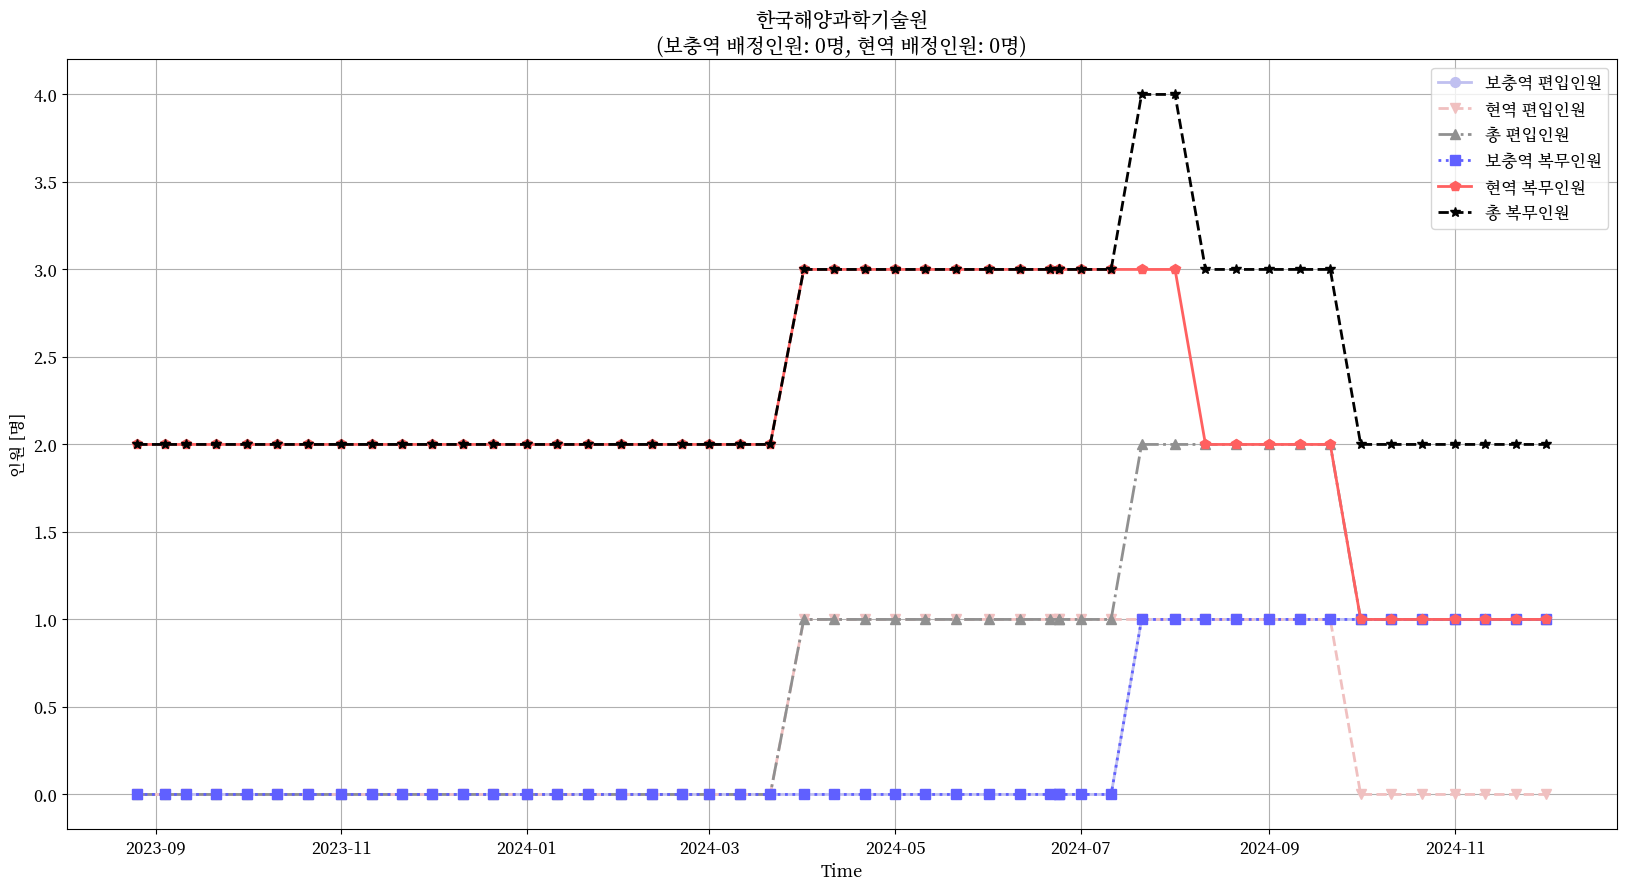 한국해양과학기술원
(보충역 배정인원: 0명, 현역 배정인원: 0명)
보충역 편입인원
현역 편입인원
총 편입인원
보충역 복무인원
현역 복무인원
총 복무인원
인원 [명]
4.0
3.5
3.0
2.5
2.0
1.5
1.0
0.5
0.0
2023-09 2023-11 2024-01 2024-03 2024-05 2024-07 2024-09 2024-11
Time